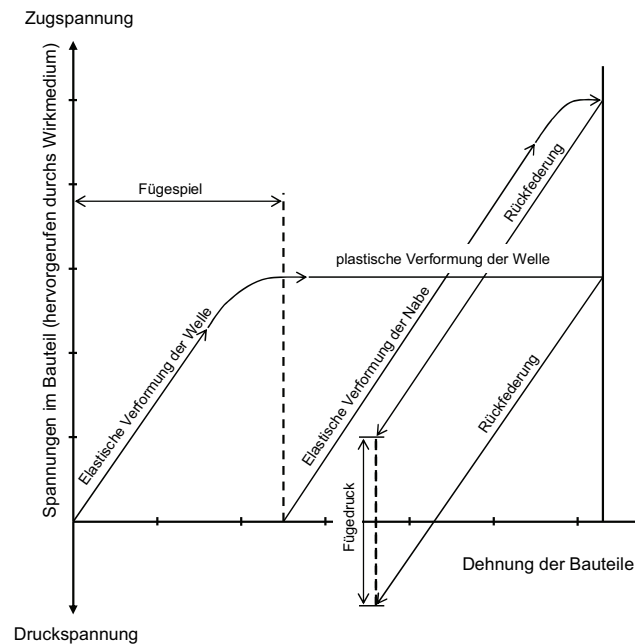 Zugspannung
Spannungen im Bauteil (hervorgerufen durchs Wirkmedium)
Fügespiel
Rückfederung
plastische Verformung der Welle
Elastische Verformung der Welle
Elastische Verformung der Nabe
Rückfederung
Fügedruck
Dehnung der Bauteile
Druckspannung